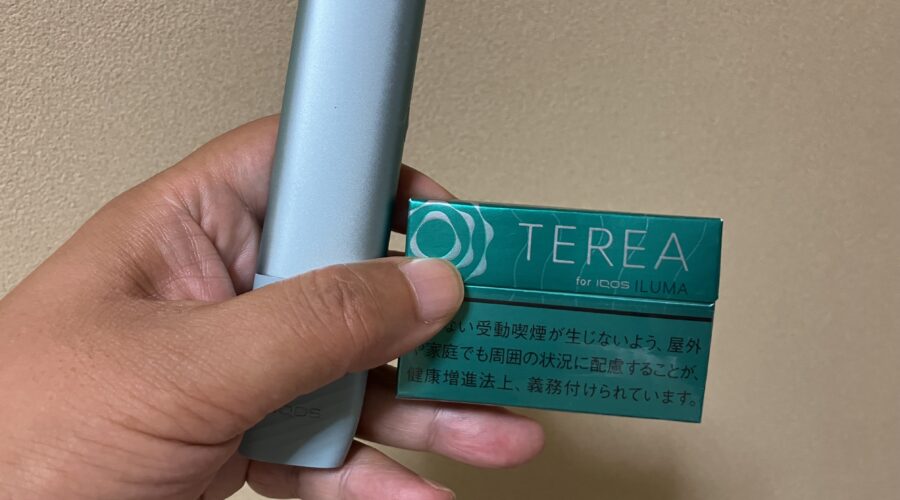 TEREA
for IQOS ILUMA
ない受動喫煙が生じないよう、屋外
や家庭でも周囲の状況に配慮することが、
健康増進法上、義務付けられています。
IQOS